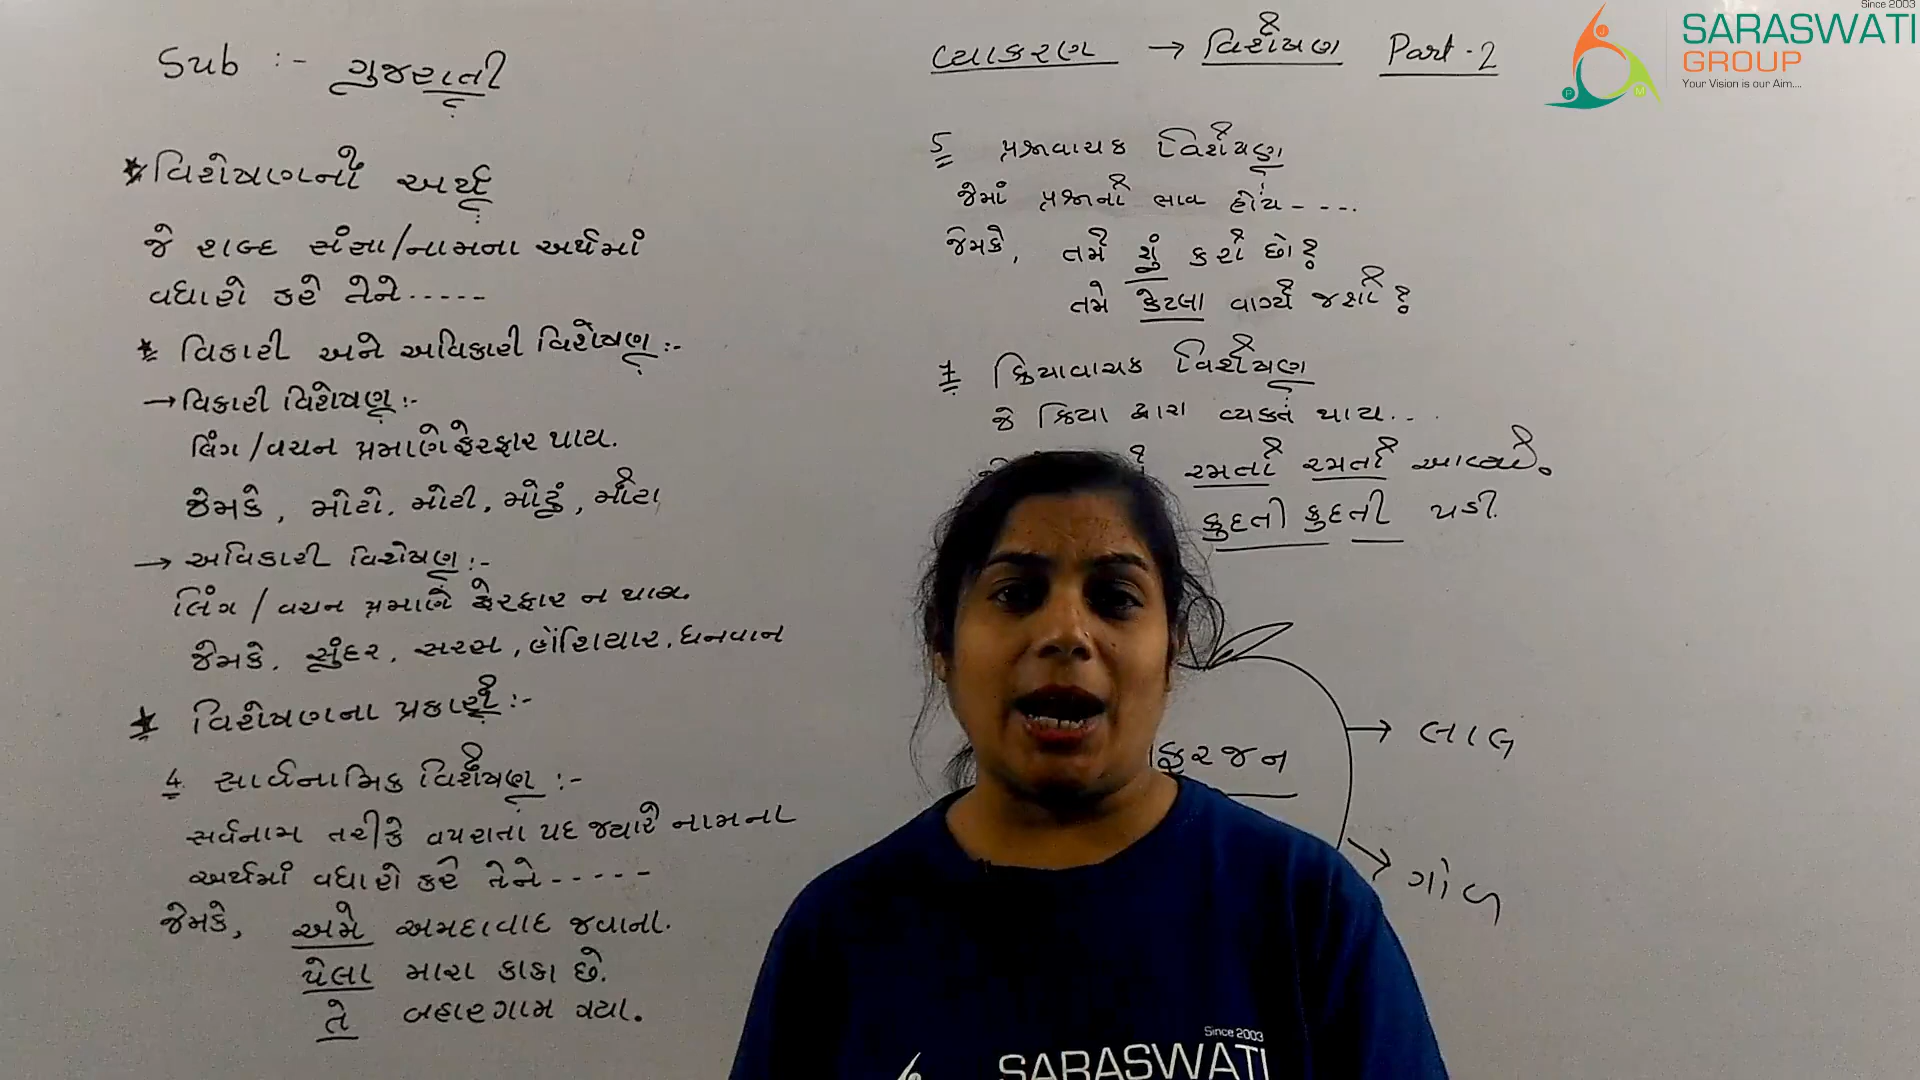 Sub :- ગુજરાતી
* વિશેષણનો અર્થ
જે શબ્દ સંજ્ઞા/નામના અર્થમાં
વધારો કરે તેને-----
* વિકારી અને અવિકારી વિશેષણ :-
→ વિકારી વિશેષણ :-
લિંગ/વચન પ્રમાણે ફેરફાર થાય.
જેમકે, મોટો. મોટી, મોટું, મોટા
→ અવિકારી વિશેષણ :-
લિંગ / વચન પ્રમાણે ફેરફાર ન થાય.
જેમકે. સુંદર. સરસ, હોંશિયાર. ધનવાન
* વિશેષણના પ્રકારો :-
4 સાર્વનામિક વિશેષણ :-
સર્વનામ તરીકે વપરાતા પદ જ્યારે નામના
અર્થમાં વધારો કરે તેને-----
જેમકે, અમે અમદાવાદ જવાના.
પેલા મારા કાકા છે.
તે બહારગામ ગયા.
વ્યાકરણ → વિશેષણ Part-2
5 પ્રશ્નવાચક વિશેષણ
જેમાં પ્રશ્નનો ભાવ હોય----.
જેમકે, તમે શું કરો છો?
તમે કેટલા વાગ્યે જશો?
7 ક્રિયાવાચક વિશેષણ
જે ક્રિયા દ્વારા વ્યક્ત થાય...
રમતો રમતો આવ્યો.
કુદતી કુદતી પડી.
ફરજન
→ લાલ
→ ગોળ
Since 2003
SARASWATI
GROUP
Your Vision is our Aim....
J
P
M
Since 2003
SARASWATI